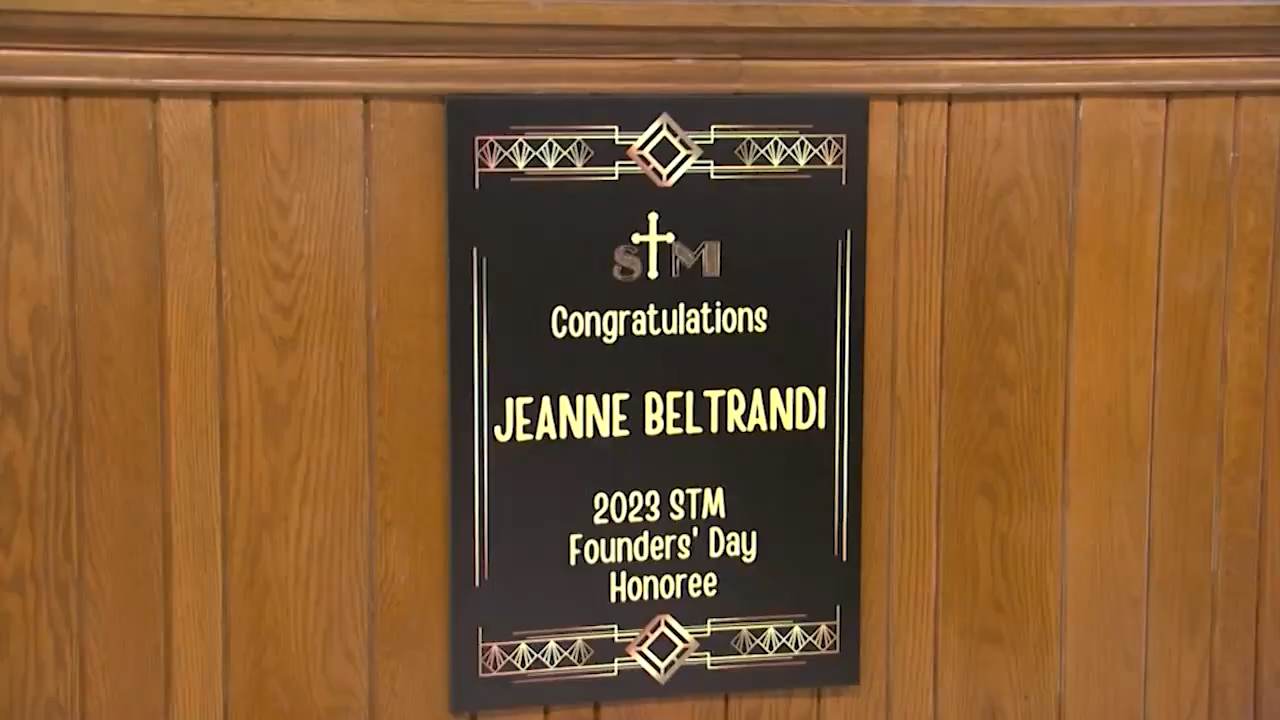 STM
Congratulations
JEANNE BELTRANDI
2023 STM
Founders' Day
Honoree